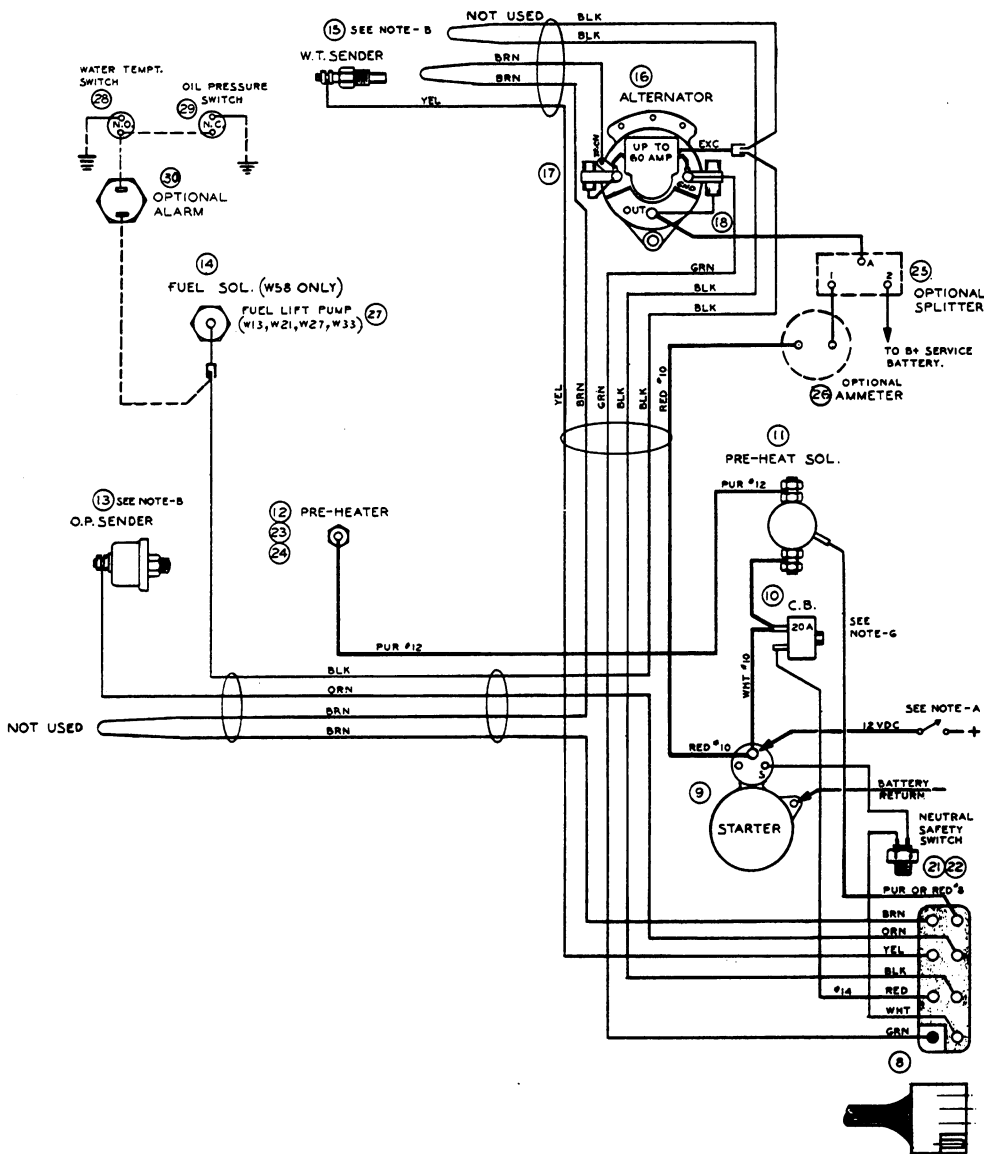 NOT USED
BLK
BLK
15 SEE NOTE-B
W.T. SENDER
BRN
BRN
YEL
16
ALTERNATOR
WATER TEMPT.
SWITCH
28
N.O.
OIL PRESSURE
SWITCH
29
N.C.
UP TO
60 AMP
EXC
GND
OUT
17
18
30
OPTIONAL
ALARM
GRN
BLK
BLK
A
1
2
25
OPTIONAL
SPLITTER
14
FUEL SOL. (W58 ONLY)
FUEL LIFT PUMP
(W13, W21, W27, W33)
27
TO B+ SERVICE
BATTERY.
OPTIONAL
26 AMMETER
YEL
BRN
GRN
BLK
BLK
RED #10
11
PRE-HEAT SOL.
PUR #12
13 SEE NOTE-B
O.P. SENDER
12 PRE-HEATER
23
24
10
C.B.
20A
SEE
NOTE-G
PUR #12
WHT #10
BLK
ORN
BRN
BRN
NOT USED
SEE NOTE-A
12 VDC
+
RED #10
S
9
STARTER
BATTERY
RETURN
NEUTRAL
SAFETY
SWITCH
21 22
PUR OR RED #8
BRN
ORN
YEL
BLK
#14 RED
WHT
GRN
8